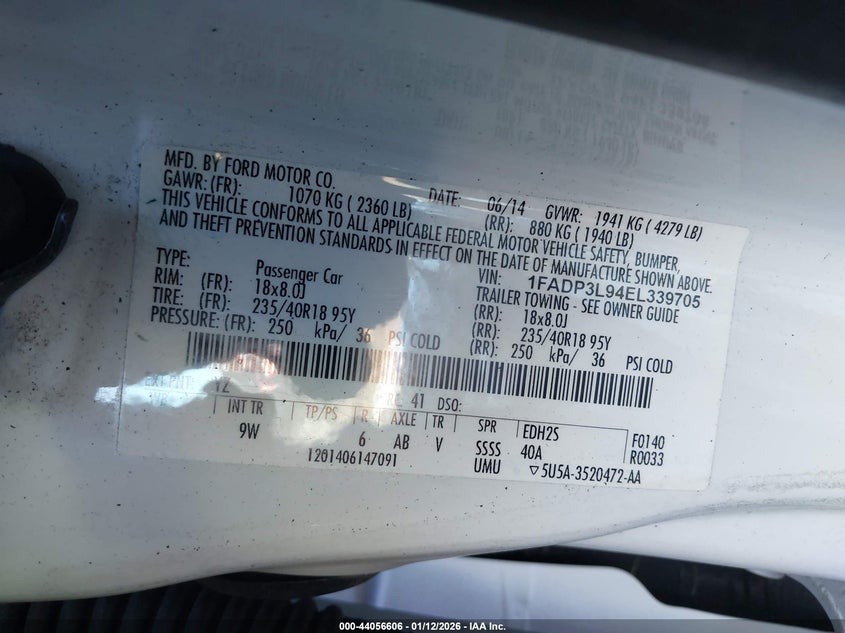 MFD. BY FORD MOTOR CO.
DATE: 06/14 GVWR: 1941 KG ( 4279 LB)
GAWR: (FR): 1070 KG ( 2360 LB) (RR): 880 KG ( 1940 LB)
THIS VEHICLE CONFORMS TO ALL APPLICABLE FEDERAL MOTOR VEHICLE SAFETY, BUMPER,
AND THEFT PREVENTION STANDARDS IN EFFECT ON THE DATE OF MANUFACTURE SHOWN ABOVE.
VIN: 1FADP3L94EL339705
TYPE: Passenger Car TRAILER TOWING - SEE OWNER GUIDE
RIM: (FR): 18x8.0J (RR): 18x8.0J
TIRE: (FR): 235/40R18 95Y (RR): 235/40R18 95Y
PRESSURE: (FR): 250 kPa/ 36 PSI COLD (RR): 250 kPa/ 36 PSI COLD
EXT PNT: YZ RC: 41 DSO:
INT TR TP/PS R AXLE TR SPR EDH2S F0140
9W 6 AB V SSSS 40A R0033
1201406147091 UMU ▽5U5A-3520472-AA
000-44056606 - 01/12/2026 - IAA Inc.